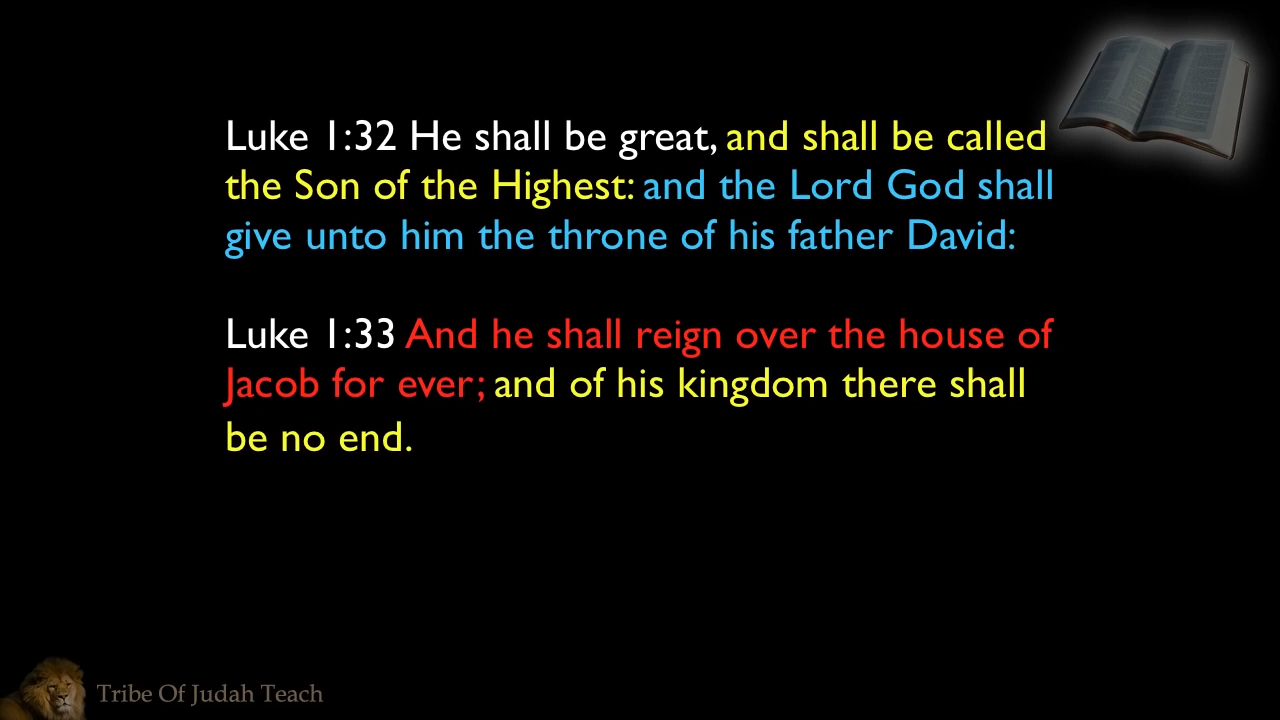 Luke 1:32 He shall be great, and shall be called
the Son of the Highest: and the Lord God shall
give unto him the throne of his father David:
Luke 1:33 And he shall reign over the house of
Jacob for ever; and of his kingdom there shall
be no end.
Tribe Of Judah Teach